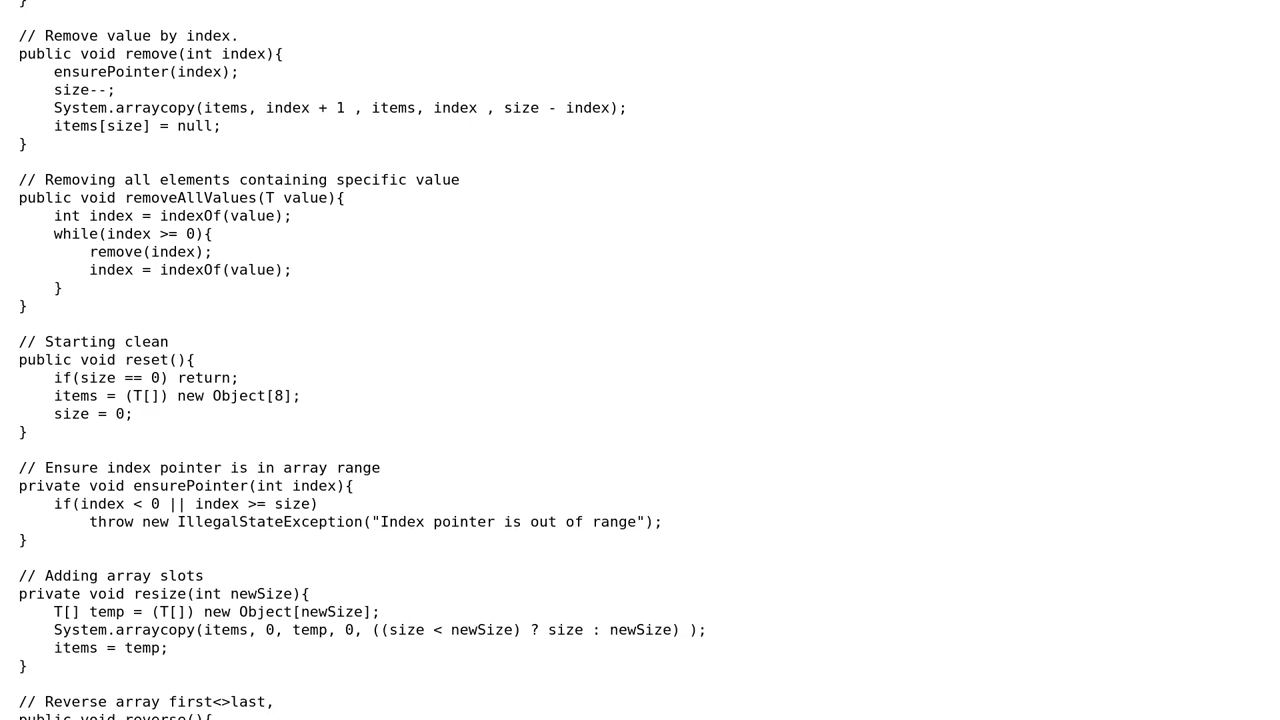 }

// Remove value by index.
public void remove(int index){
    ensurePointer(index);
    size--;
    System.arraycopy(items, index + 1 , items, index , size - index);
    items[size] = null;
}

// Removing all elements containing specific value
public void removeAllValues(T value){
    int index = indexOf(value);
    while(index >= 0){
        remove(index);
        index = indexOf(value);
    }
}

// Starting clean
public void reset(){
    if(size == 0) return;
    items = (T[]) new Object[8];
    size = 0;
}

// Ensure index pointer is in array range
private void ensurePointer(int index){
    if(index < 0 || index >= size)
        throw new IllegalStateException("Index pointer is out of range");
}

// Adding array slots
private void resize(int newSize){
    T[] temp = (T[]) new Object[newSize];
    System.arraycopy(items, 0, temp, 0, ((size < newSize) ? size : newSize) );
    items = temp;
}

// Reverse array first<>last,
public void reverse(){